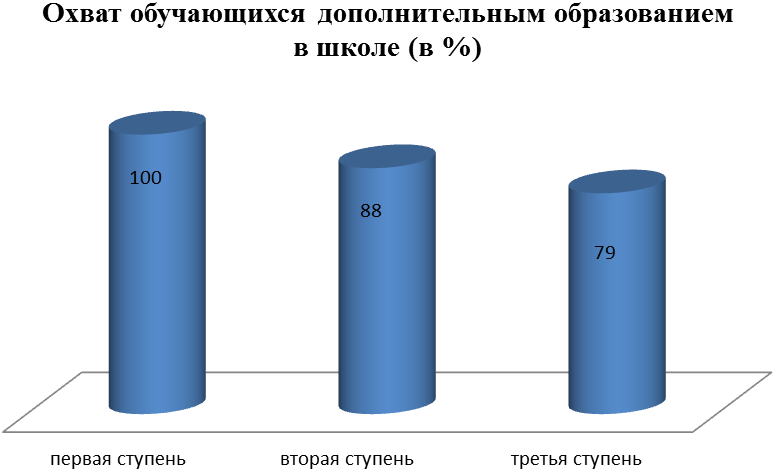 Охват обучающихся дополнительным образованием
в школе (в %)
100
88
79
первая ступень
вторая ступень
третья ступень